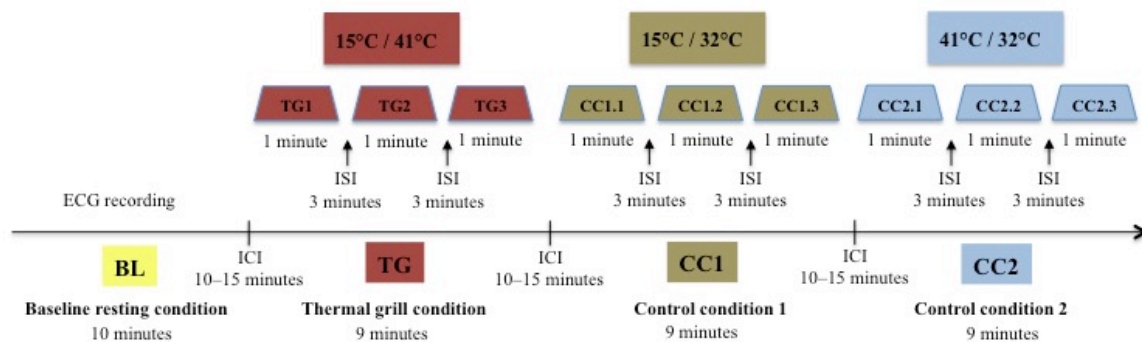 15°C / 41°C
15°C / 32°C
41°C / 32°C
TG1 TG2 TG3 CC1.1 CC1.2 CC1.3 CC2.1 CC2.2 CC2.3
1 minute 1 minute 1 minute 1 minute 1 minute 1 minute 1 minute 1 minute 1 minute
ISI ISI ISI ISI ISI ISI
3 minutes 3 minutes 3 minutes 3 minutes 3 minutes 3 minutes
ECG recording
BL
ICI
10–15 minutes
TG
ICI
10–15 minutes
CC1
ICI
10–15 minutes
CC2
Baseline resting condition
10 minutes
Thermal grill condition
9 minutes
Control condition 1
9 minutes
Control condition 2
9 minutes